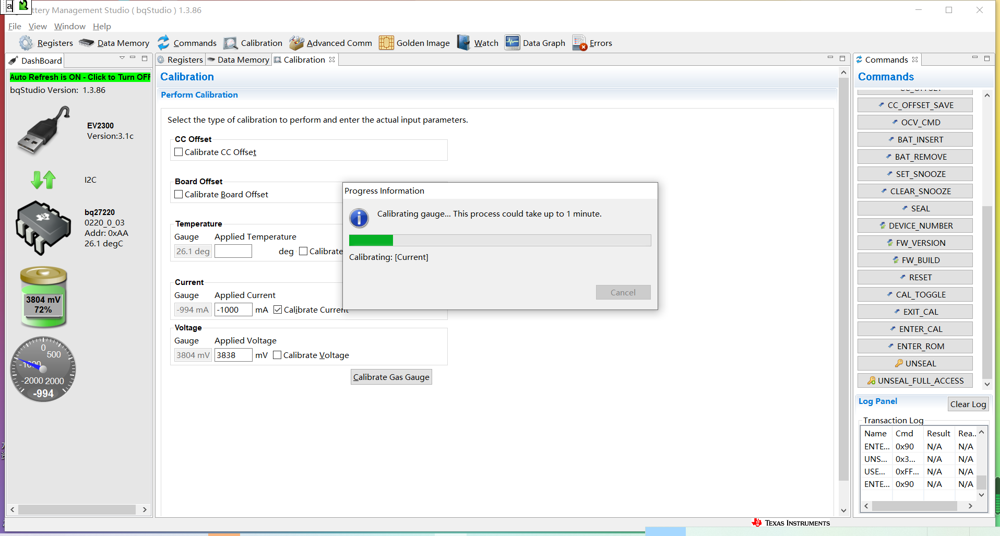 a
ttery Management Studio ( bqStudio ) 1.3.86
File View Window Help
Registers Data Memory Commands Calibration Advanced Comm Golden Image Watch Data Graph Errors
DashBoard
Auto Refresh is ON - Click to Turn OFF
bqStudio Version: 1.3.86
EV2300
Version:3.1c
I2C
bq27220
0220_0_03
Addr: 0xAA
26.1 degC
3804 mV
72%
0
500
-1000
-2000 2000
-994
Registers Data Memory Calibration
Calibration
Perform Calibration
Select the type of calibration to perform and enter the actual input parameters.
CC Offset
Calibrate CC Offset
Board Offset
Calibrate Board Offset
Temperature
Gauge Applied Temperature
26.1 deg deg Calibrate
Current
Gauge Applied Current
-994 mA -1000 mA Calibrate Current
Voltage
Gauge Applied Voltage
3804 mV 3838 mV Calibrate Voltage
Calibrate Gas Gauge
Progress Information
Calibrating gauge... This process could take up to 1 minute.
Calibrating: [Current]
Cancel
Commands
Commands
CC_OFFSET
CC_OFFSET_SAVE
OCV_CMD
BAT_INSERT
BAT_REMOVE
SET_SNOOZE
CLEAR_SNOOZE
SEAL
DEVICE_NUMBER
FW_VERSION
FW_BUILD
RESET
CAL_TOGGLE
EXIT_CAL
ENTER_CAL
ENTER_ROM
UNSEAL
UNSEAL_FULL_ACCESS
Log Panel
Clear Log
Transaction Log
Name Cmd Result Rea..
ENTE... 0x90 N/A N/A
UNS... 0x3... N/A N/A
USE... 0xFF... N/A N/A
ENTE... 0x90 N/A N/A
TEXAS INSTRUMENTS